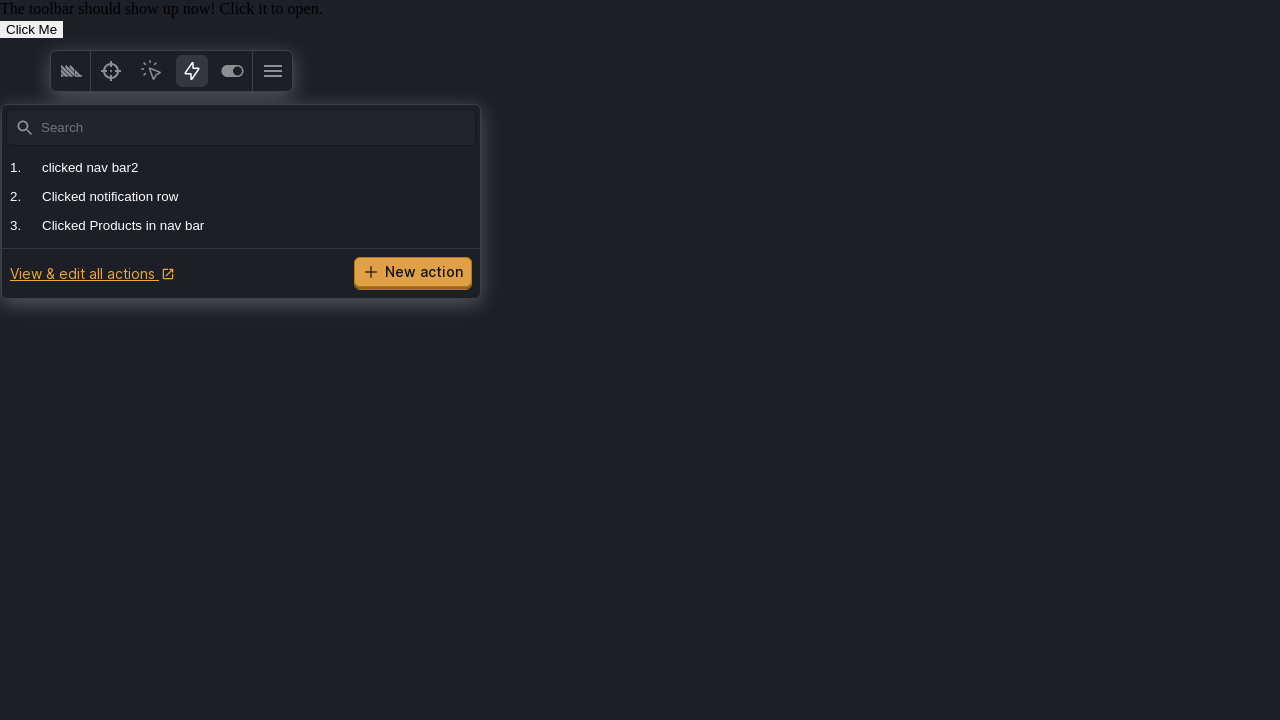 The toolbar should show up now! Click it to open.
Click Me
Search
1. clicked nav bar2
2. Clicked notification row
3. Clicked Products in nav bar
View & edit all actions
New action